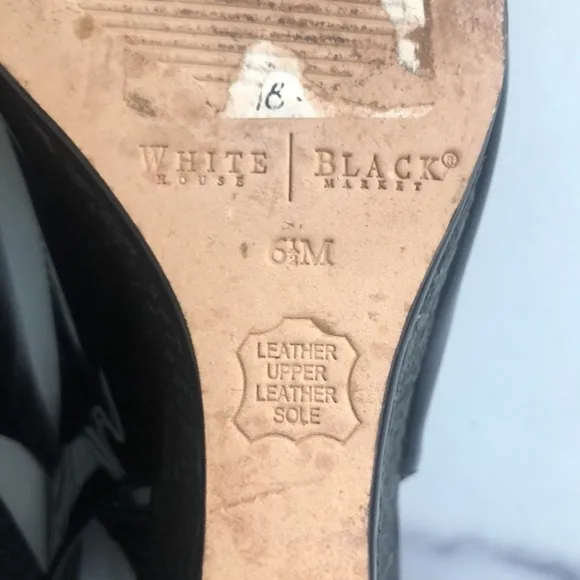 18.
WHITE | BLACK®
HOUSE MARKET
6½M
LEATHER
UPPER
LEATHER
SOLE